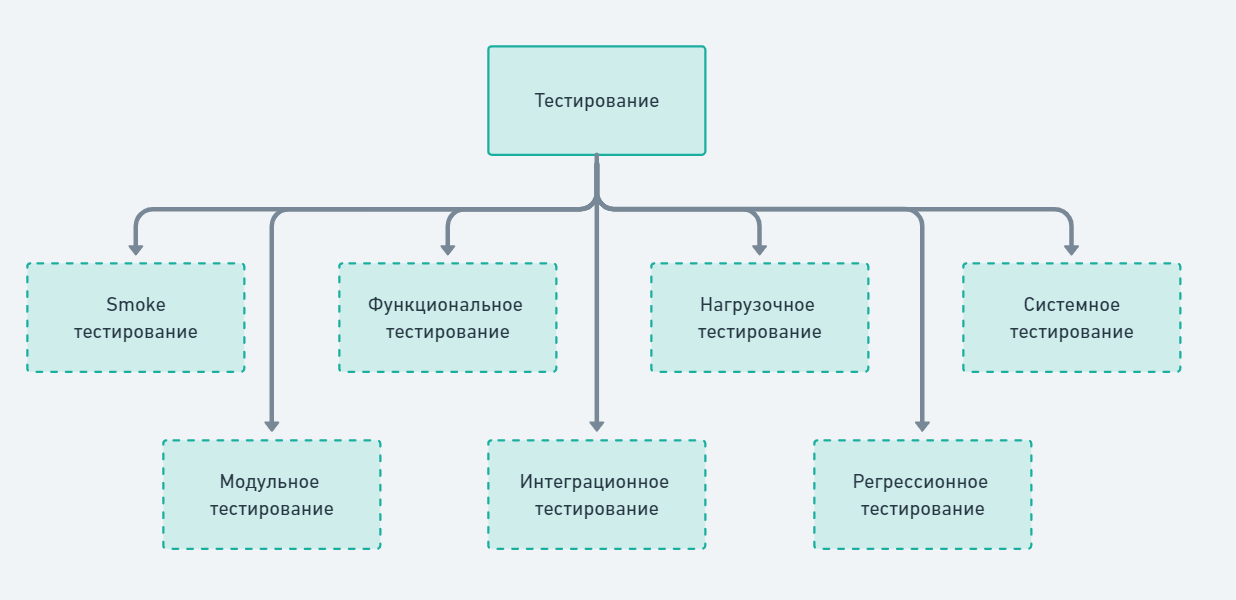 Тестирование
Smoke
тестирование
Функциональное
тестирование
Нагрузочное
тестирование
Системное
тестирование
Модульное
тестирование
Интеграционное
тестирование
Регрессионное
тестирование